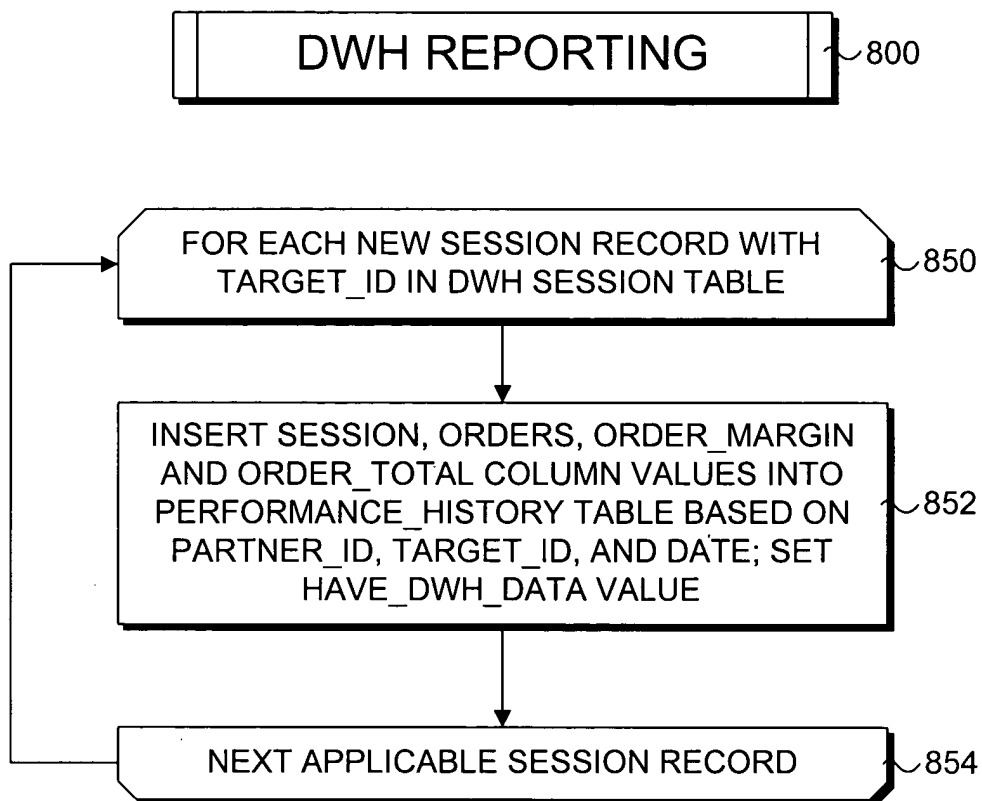 DWH REPORTING
800
FOR EACH NEW SESSION RECORD WITH
TARGET_ID IN DWH SESSION TABLE
850
INSERT SESSION, ORDERS, ORDER_MARGIN
AND ORDER_TOTAL COLUMN VALUES INTO
PERFORMANCE_HISTORY TABLE BASED ON
PARTNER_ID, TARGET_ID, AND DATE; SET
HAVE_DWH_DATA VALUE
852
NEXT APPLICABLE SESSION RECORD
854